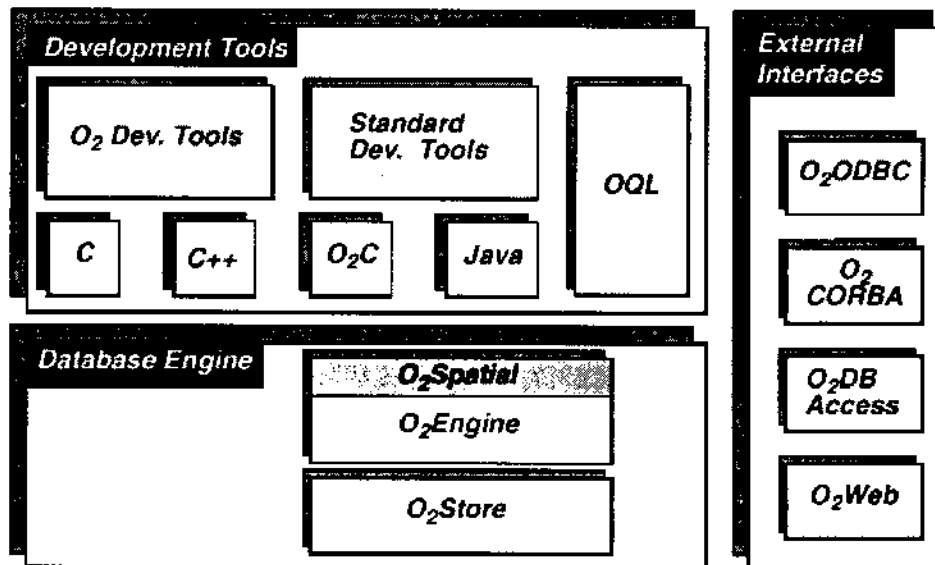 Development Tools
O₂ Dev. Tools
Standard
Dev. Tools
OQL
C
C++
O₂C
Java
Database Engine
O₂Spatial
O₂Engine
O₂Store
External
Interfaces
O₂ODBC
O₂
CORBA
O₂DB
Access
O₂Web